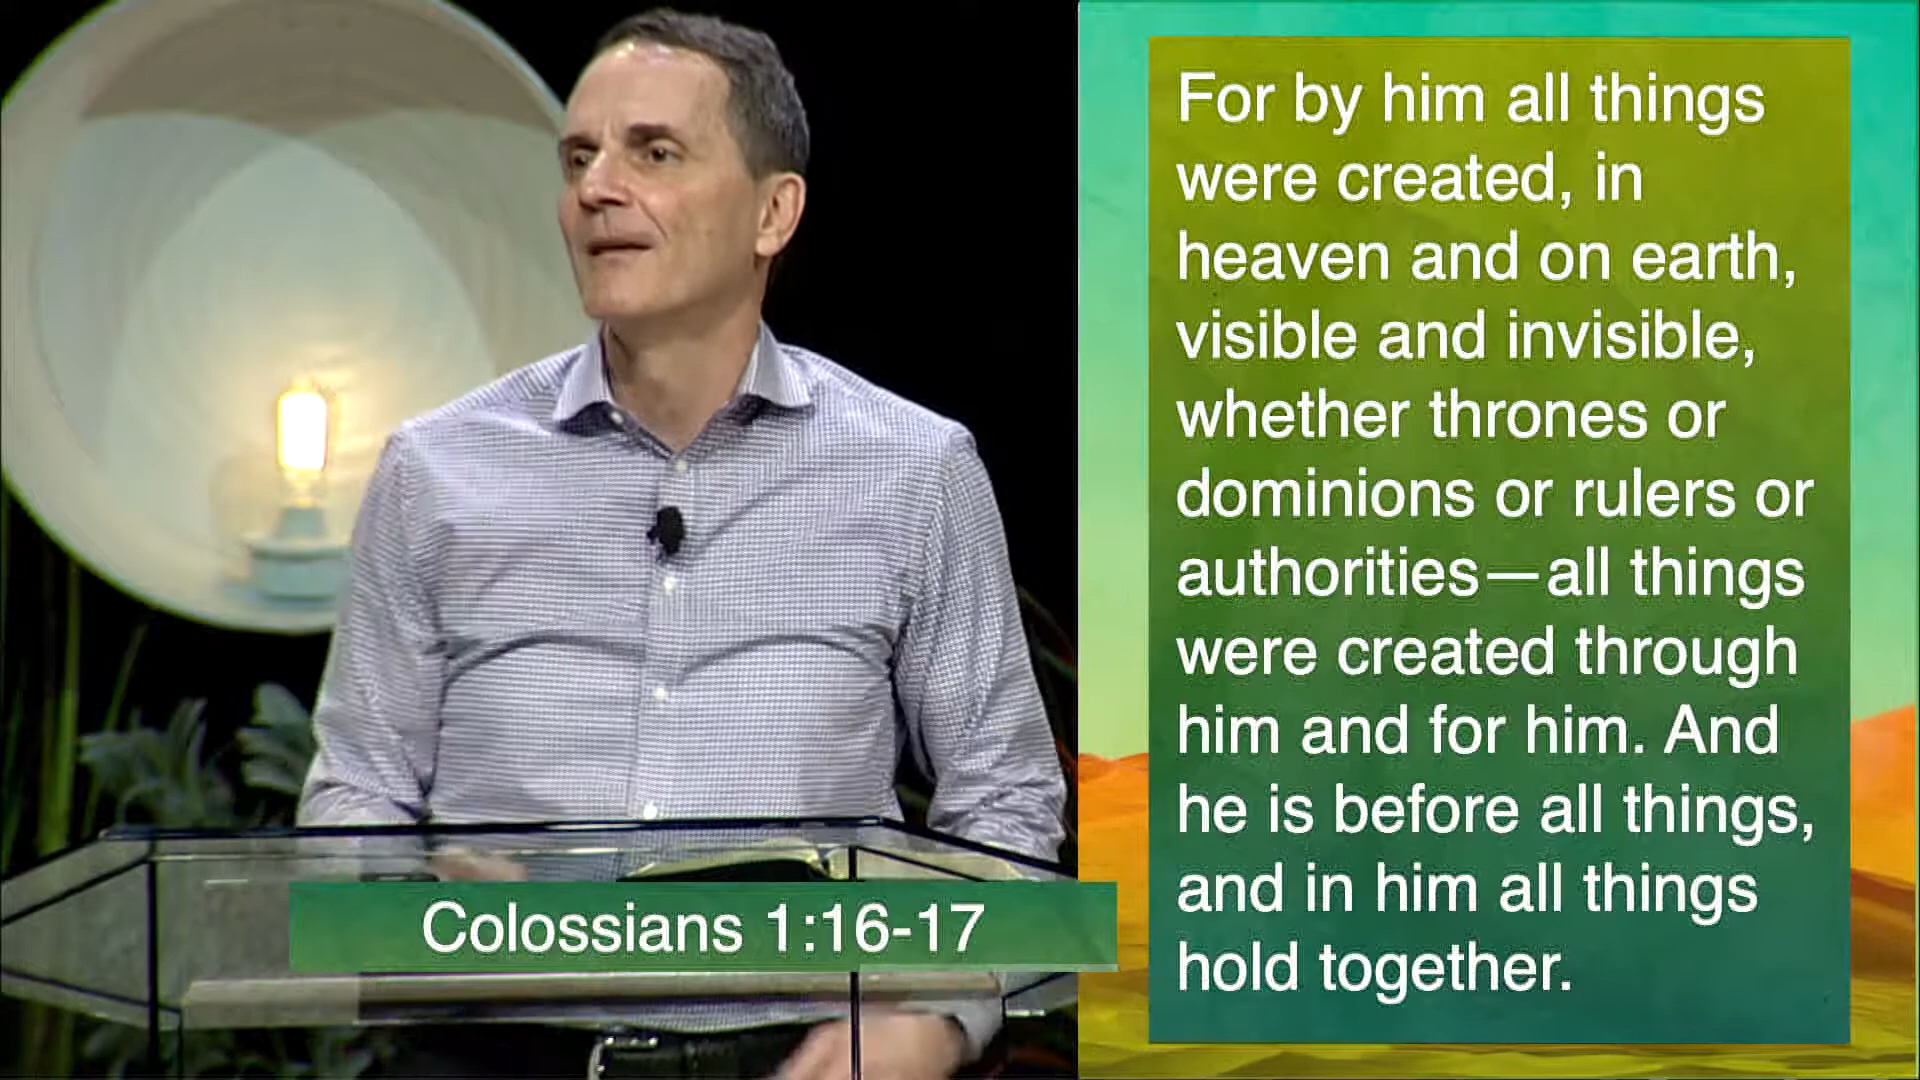 For by him all things
were created, in
heaven and on earth,
visible and invisible,
whether thrones or
dominions or rulers or
authorities—all things
were created through
him and for him. And
he is before all things,
and in him all things
hold together.
Colossians 1:16-17